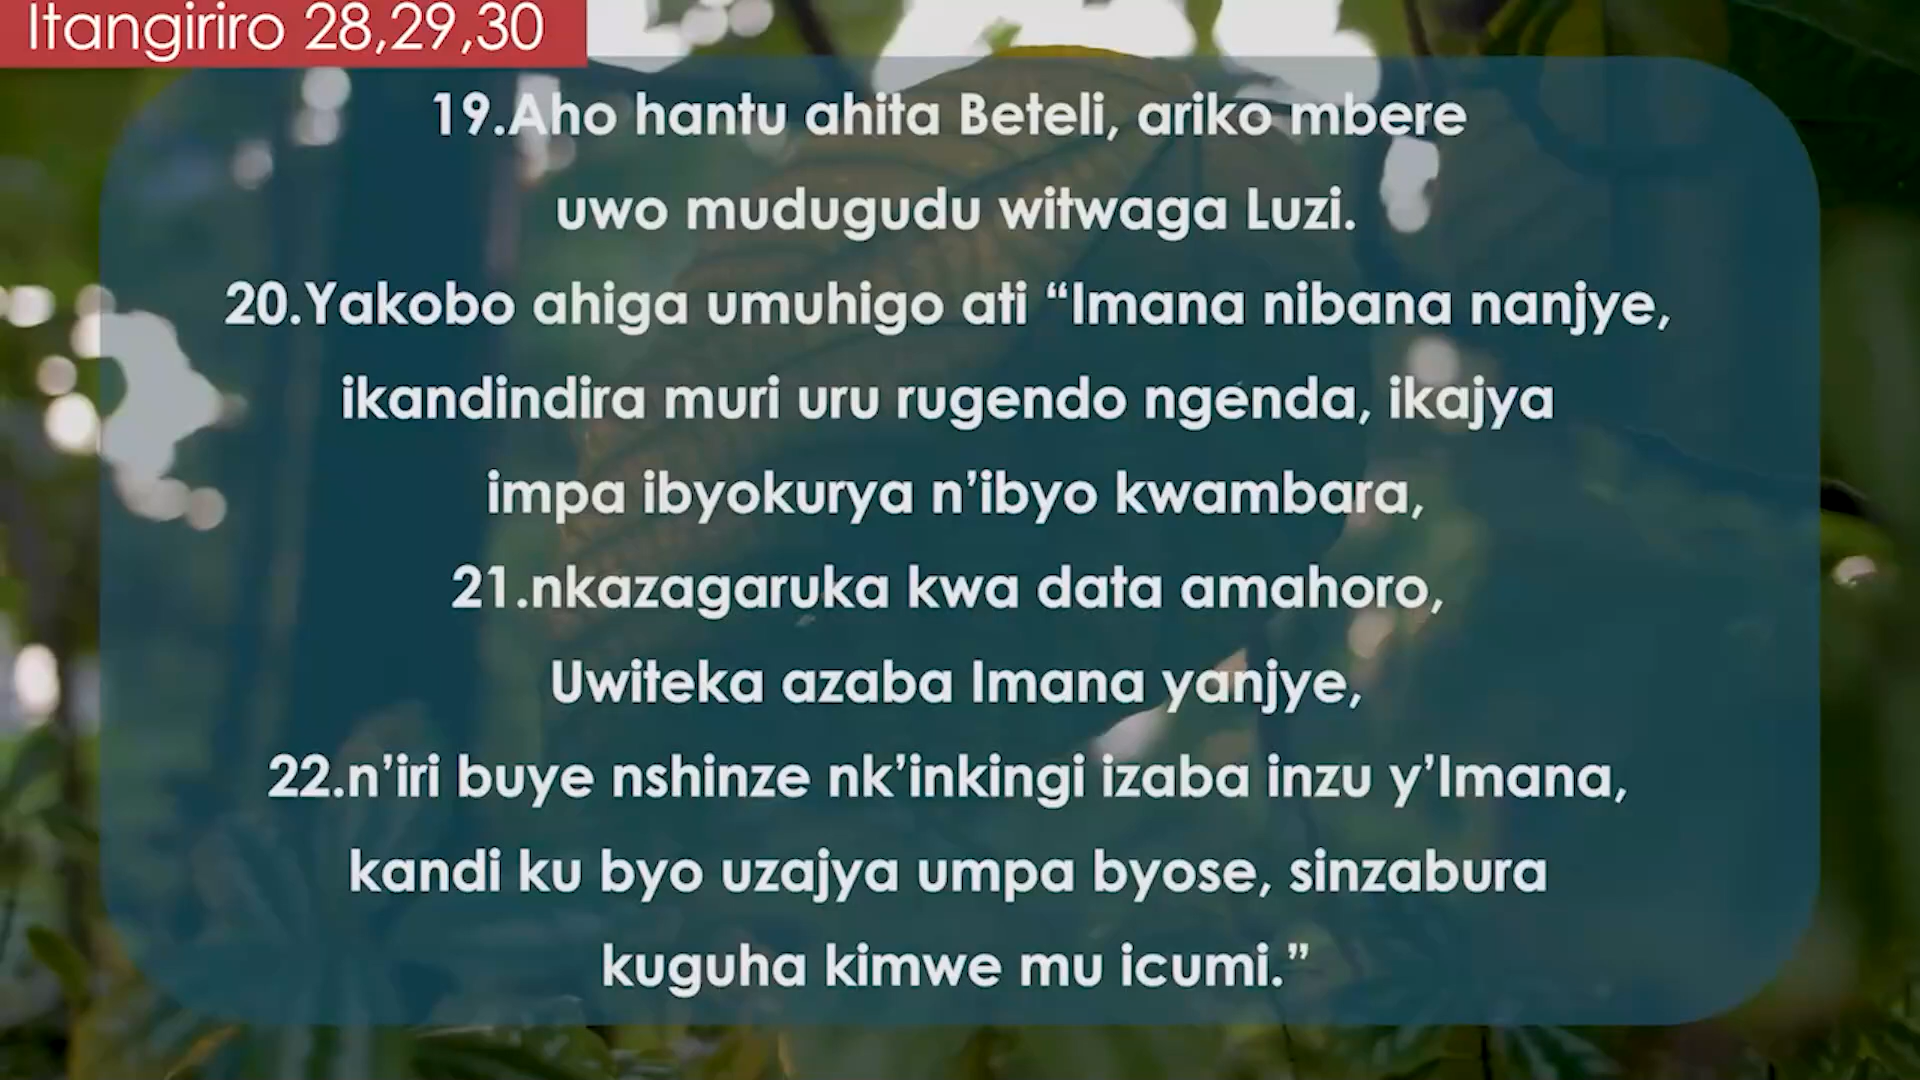 Itangiriro 28,29,30
19.Aho hantu ahita Beteli, ariko mbere
uwo mudugudu witwaga Luzi.
20.Yakobo ahiga umuhigo ati “Imana nibana nanjye,
ikandindira muri uru rugendo ngenda, ikajya
impa ibyokurya n’ibyo kwambara,
21.nkazagaruka kwa data amahoro,
Uwiteka azaba Imana yanjye,
22.n’iri buye nshinze nk’inkingi izaba inzu y’Imana,
kandi ku byo uzajya umpa byose, sinzabura
kuguha kimwe mu icumi.”